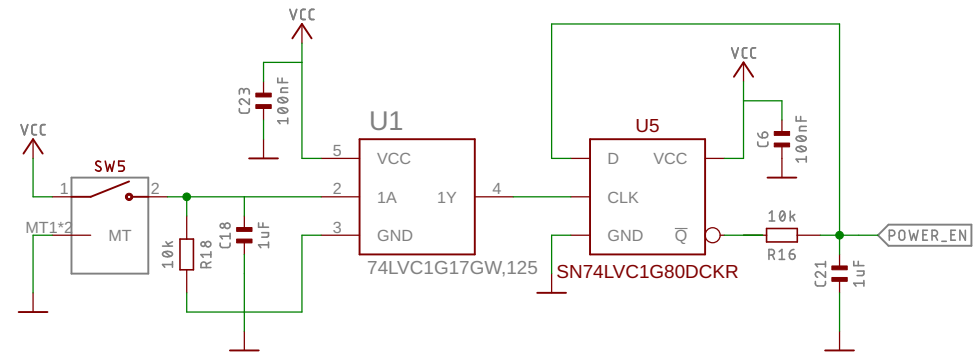 VCC
VCC
C23
100nF
U1
5
VCC
2
1A
1Y
4
3
GND
74LVC1G17GW,125
VCC
SW5
1
2
MT1*2
MT
10k
R18
C18
1uF
U5
D
VCC
CLK
GND
Q
SN74LVC1G80DCKR
C6
100nF
10k
R16
POWER_EN
C21
1uF